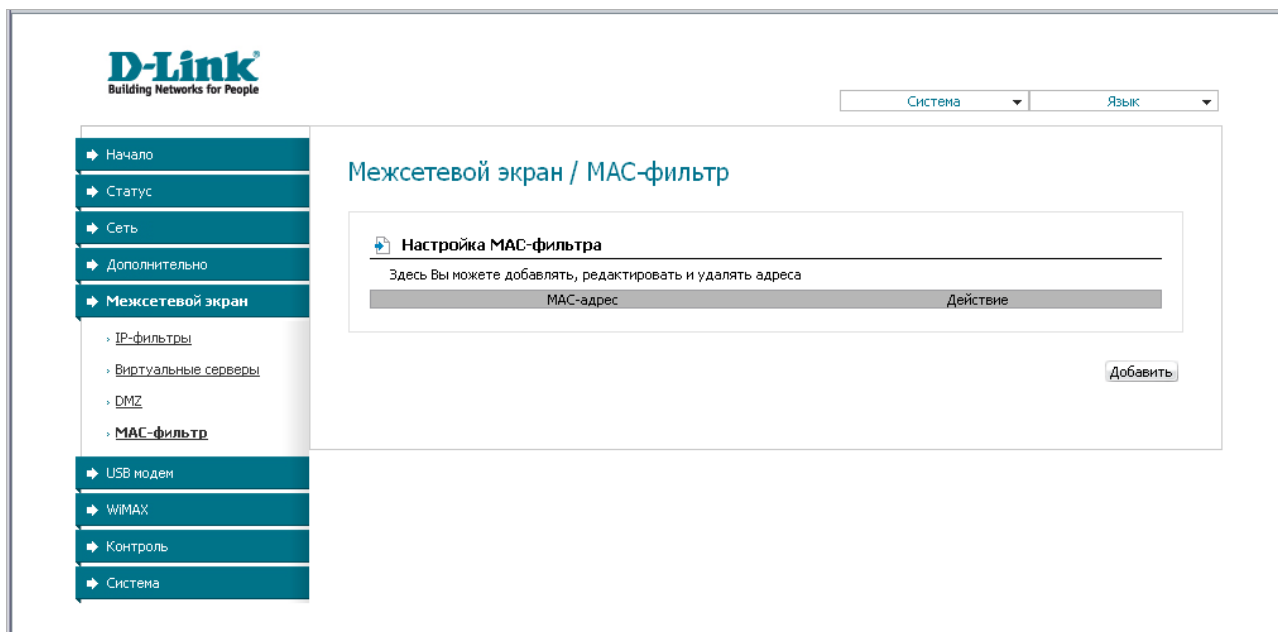 D-Link
Building Networks for People
Система
Язык
Начало
Статус
Сеть
Дополнительно
Межсетевой экран
IP-фильтры
Виртуальные серверы
DMZ
MAC-фильтр
USB модем
WiMAX
Контроль
Система
Межсетевой экран / MAC-фильтр
Настройка MAC-фильтра
Здесь Вы можете добавлять, редактировать и удалять адреса
MAC-адрес Действие
Добавить